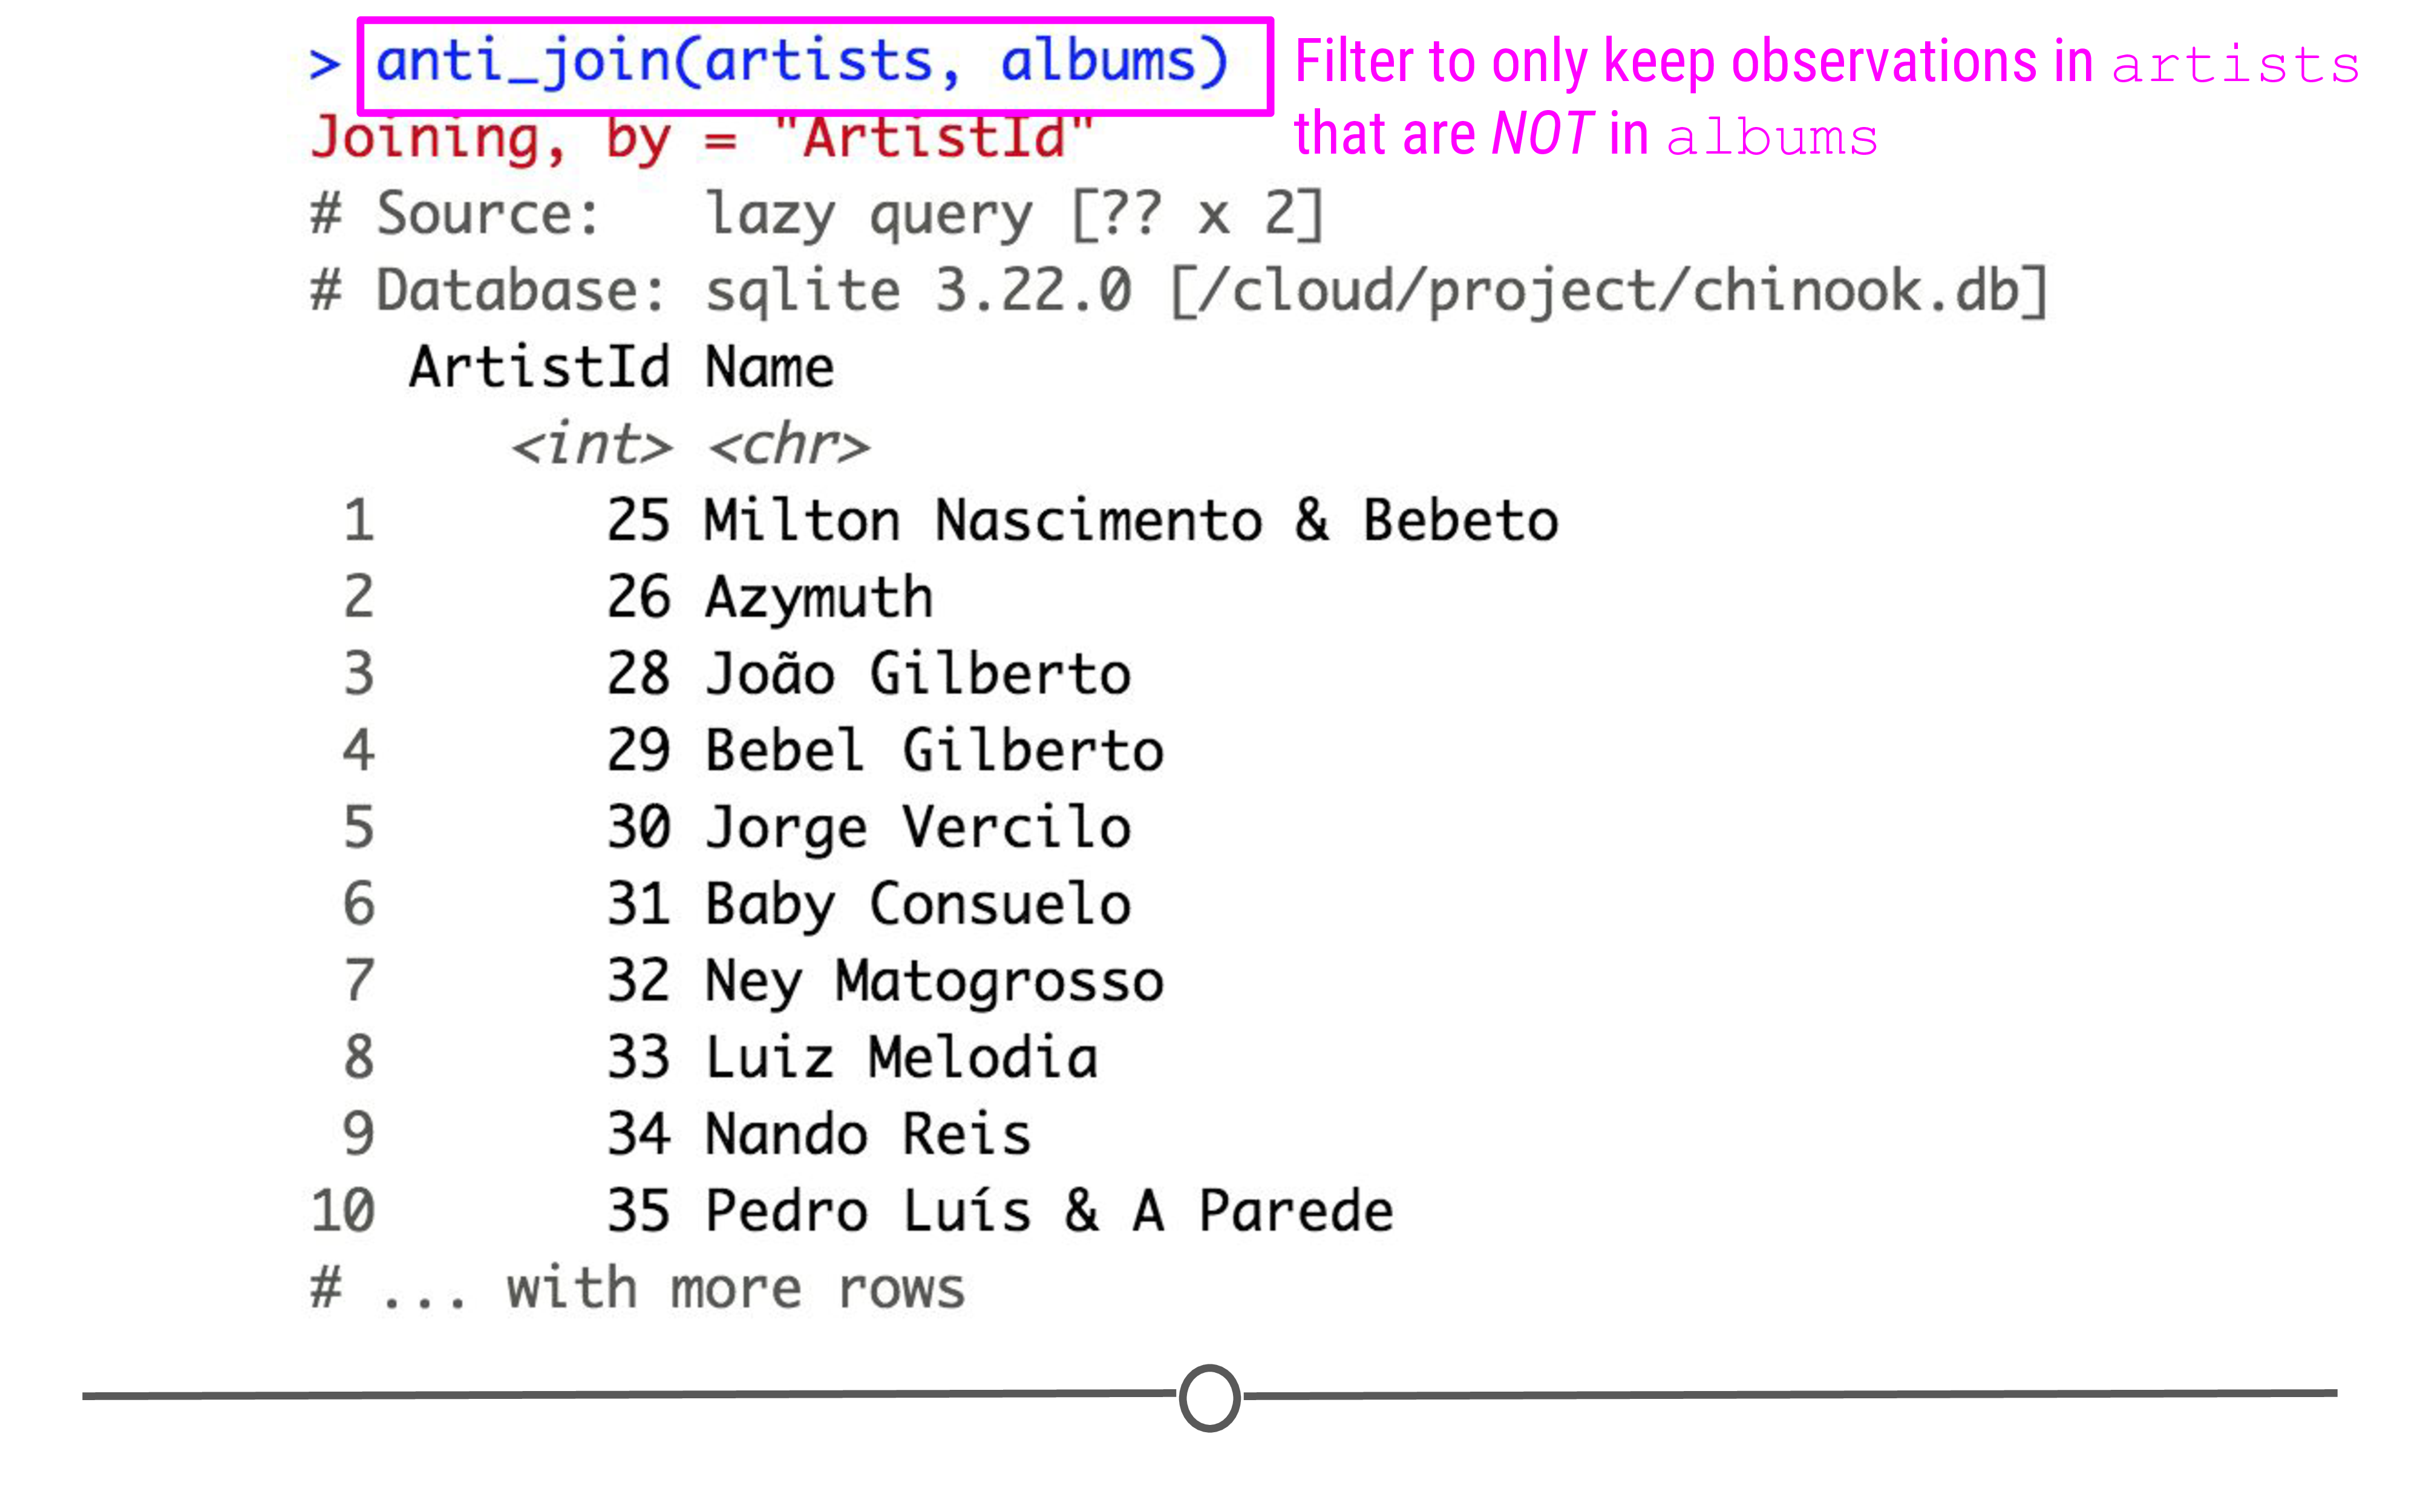 > anti_join(artists, albums)
Filter to only keep observations in artists
that are NOT in albums
Joining, by = "ArtistId"
# Source:   lazy query [?? x 2]
# Database: sqlite 3.22.0 [/cloud/project/chinook.db]
ArtistId Name
<int> <chr>
1 25 Milton Nascimento & Bebeto
2 26 Azymuth
3 28 João Gilberto
4 29 Bebel Gilberto
5 30 Jorge Vercilo
6 31 Baby Consuelo
7 32 Ney Matogrosso
8 33 Luiz Melodia
9 34 Nando Reis
10 35 Pedro Luís & A Parede
# ... with more rows